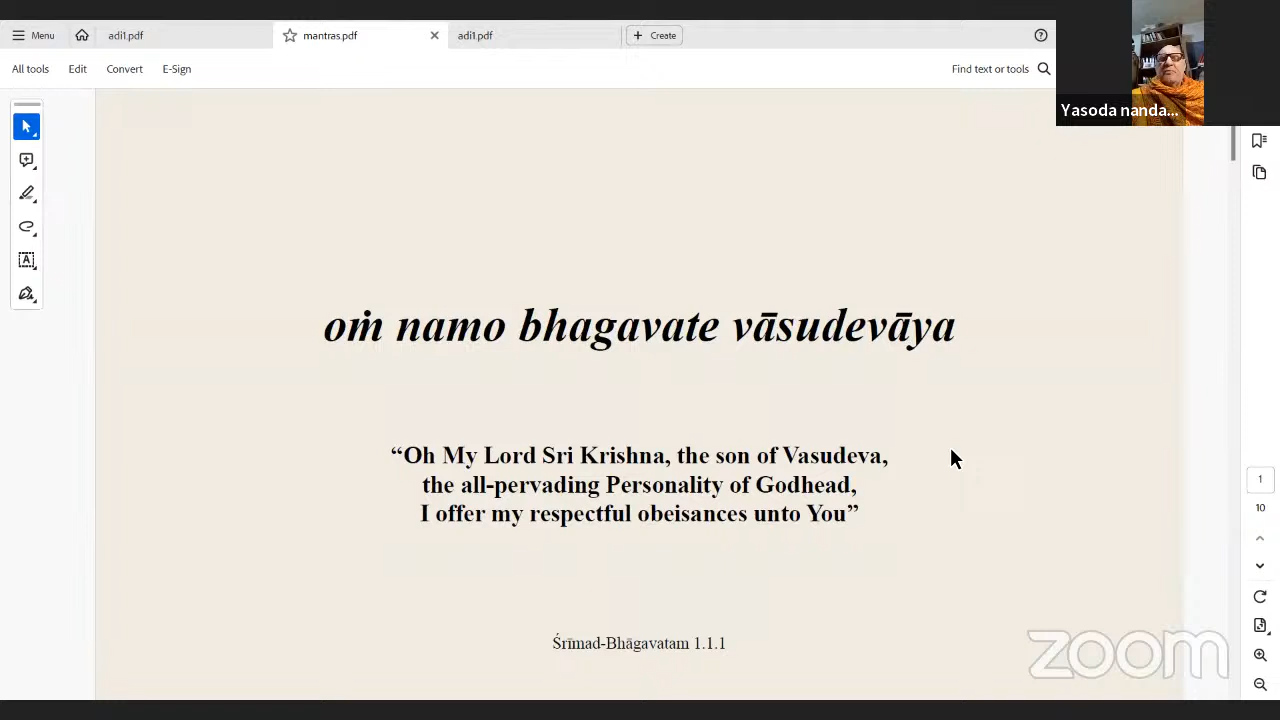 Menu
adi1.pdf
mantras.pdf
adi1.pdf
Create
All tools
Edit
Convert
E-Sign
Find text or tools
Yasoda nanda...
oṁ namo bhagavate vāsudevāya
“Oh My Lord Sri Krishna, the son of Vasudeva,
the all-pervading Personality of Godhead,
I offer my respectful obeisances unto You”
Śrīmad-Bhāgavatam 1.1.1
1
10
zoom